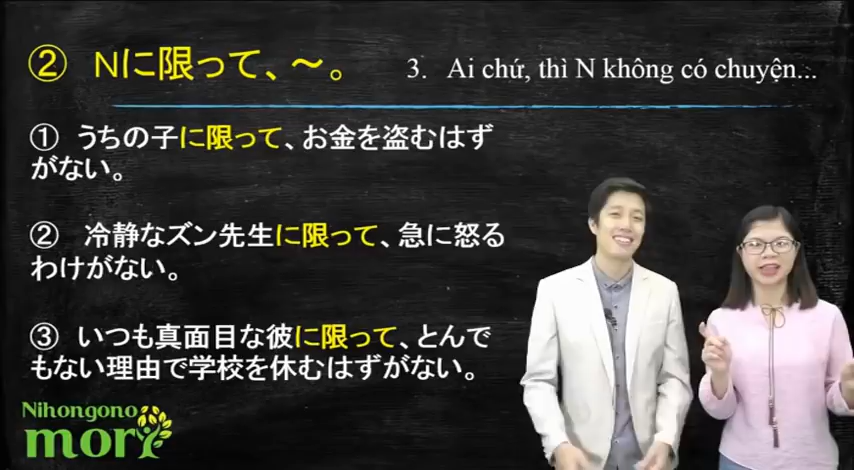 ② Nに限って、～。
3. Ai chứ, thì N không có chuyện...
① うちの子に限って、お金を盗むはず
がない。
② 冷静なズン先生に限って、急に怒る
わけがない。
③ いつも真面目な彼に限って、とんで
もない理由で学校を休むはずがない。
Nihongono
mori